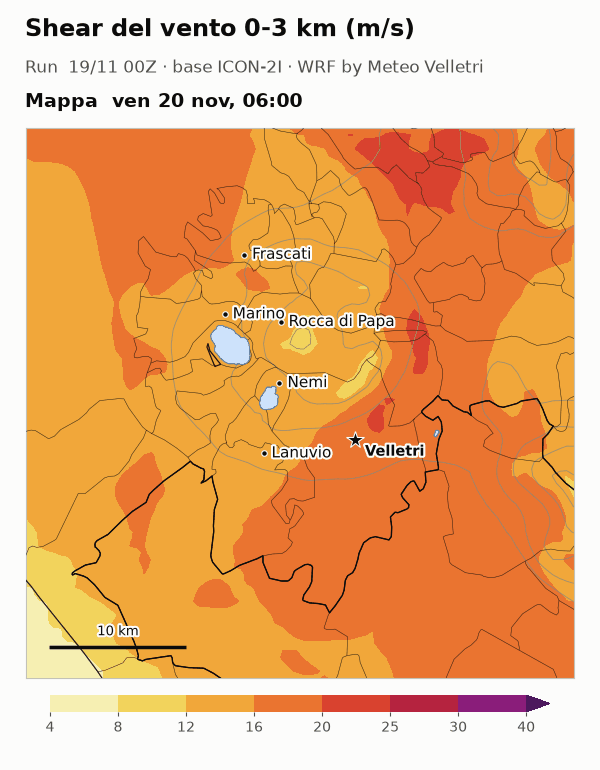 Shear del vento 0-3 km (m/s)
Run 19/11 00Z · base ICON-2I · WRF by Meteo Velletri
Mappa ven 20 nov, 06:00
Frascati
Marino
Rocca di Papa
Nemi
Velletri
Lanuvio
10 km
4 8 12 16 20 25 30 40